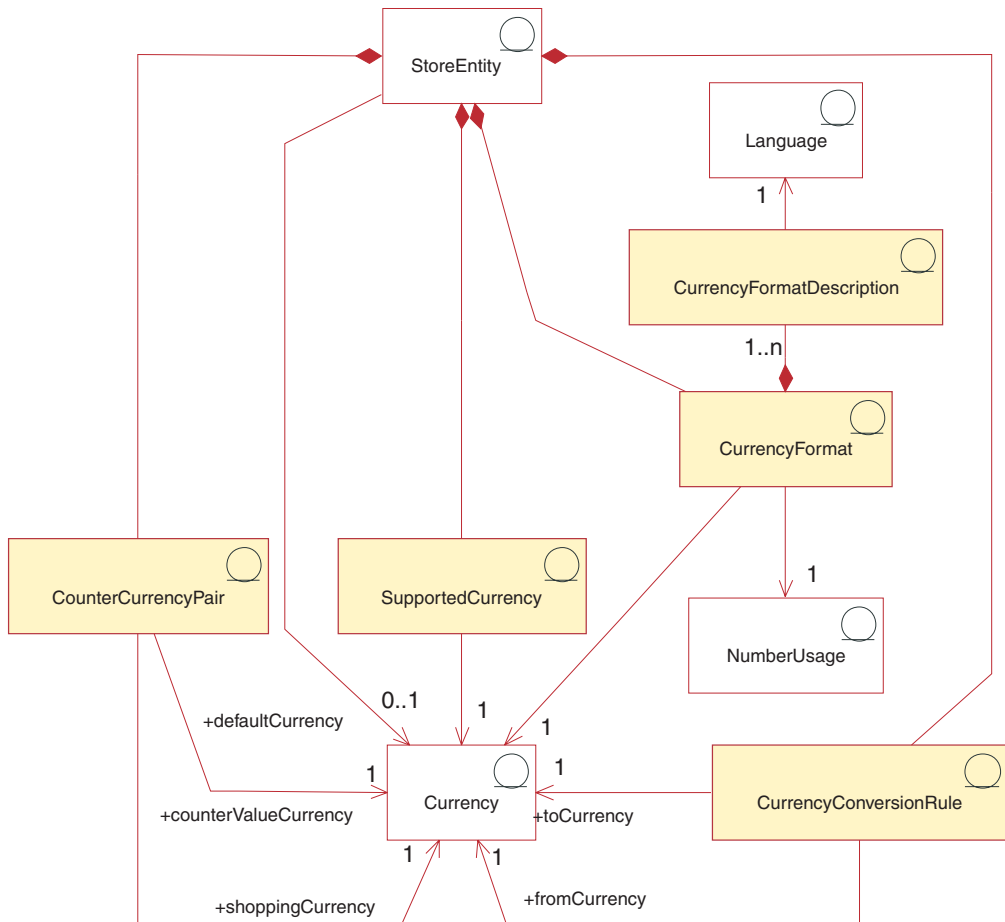 StoreEntity
Language
1
CurrencyFormatDescription
1..n
CurrencyFormat
CounterCurrencyPair
SupportedCurrency
1
NumberUsage
0..1
1
1
+defaultCurrency
1
1
Currency
CurrencyConversionRule
+counterValueCurrency
+toCurrency
1
1
+shoppingCurrency
+fromCurrency